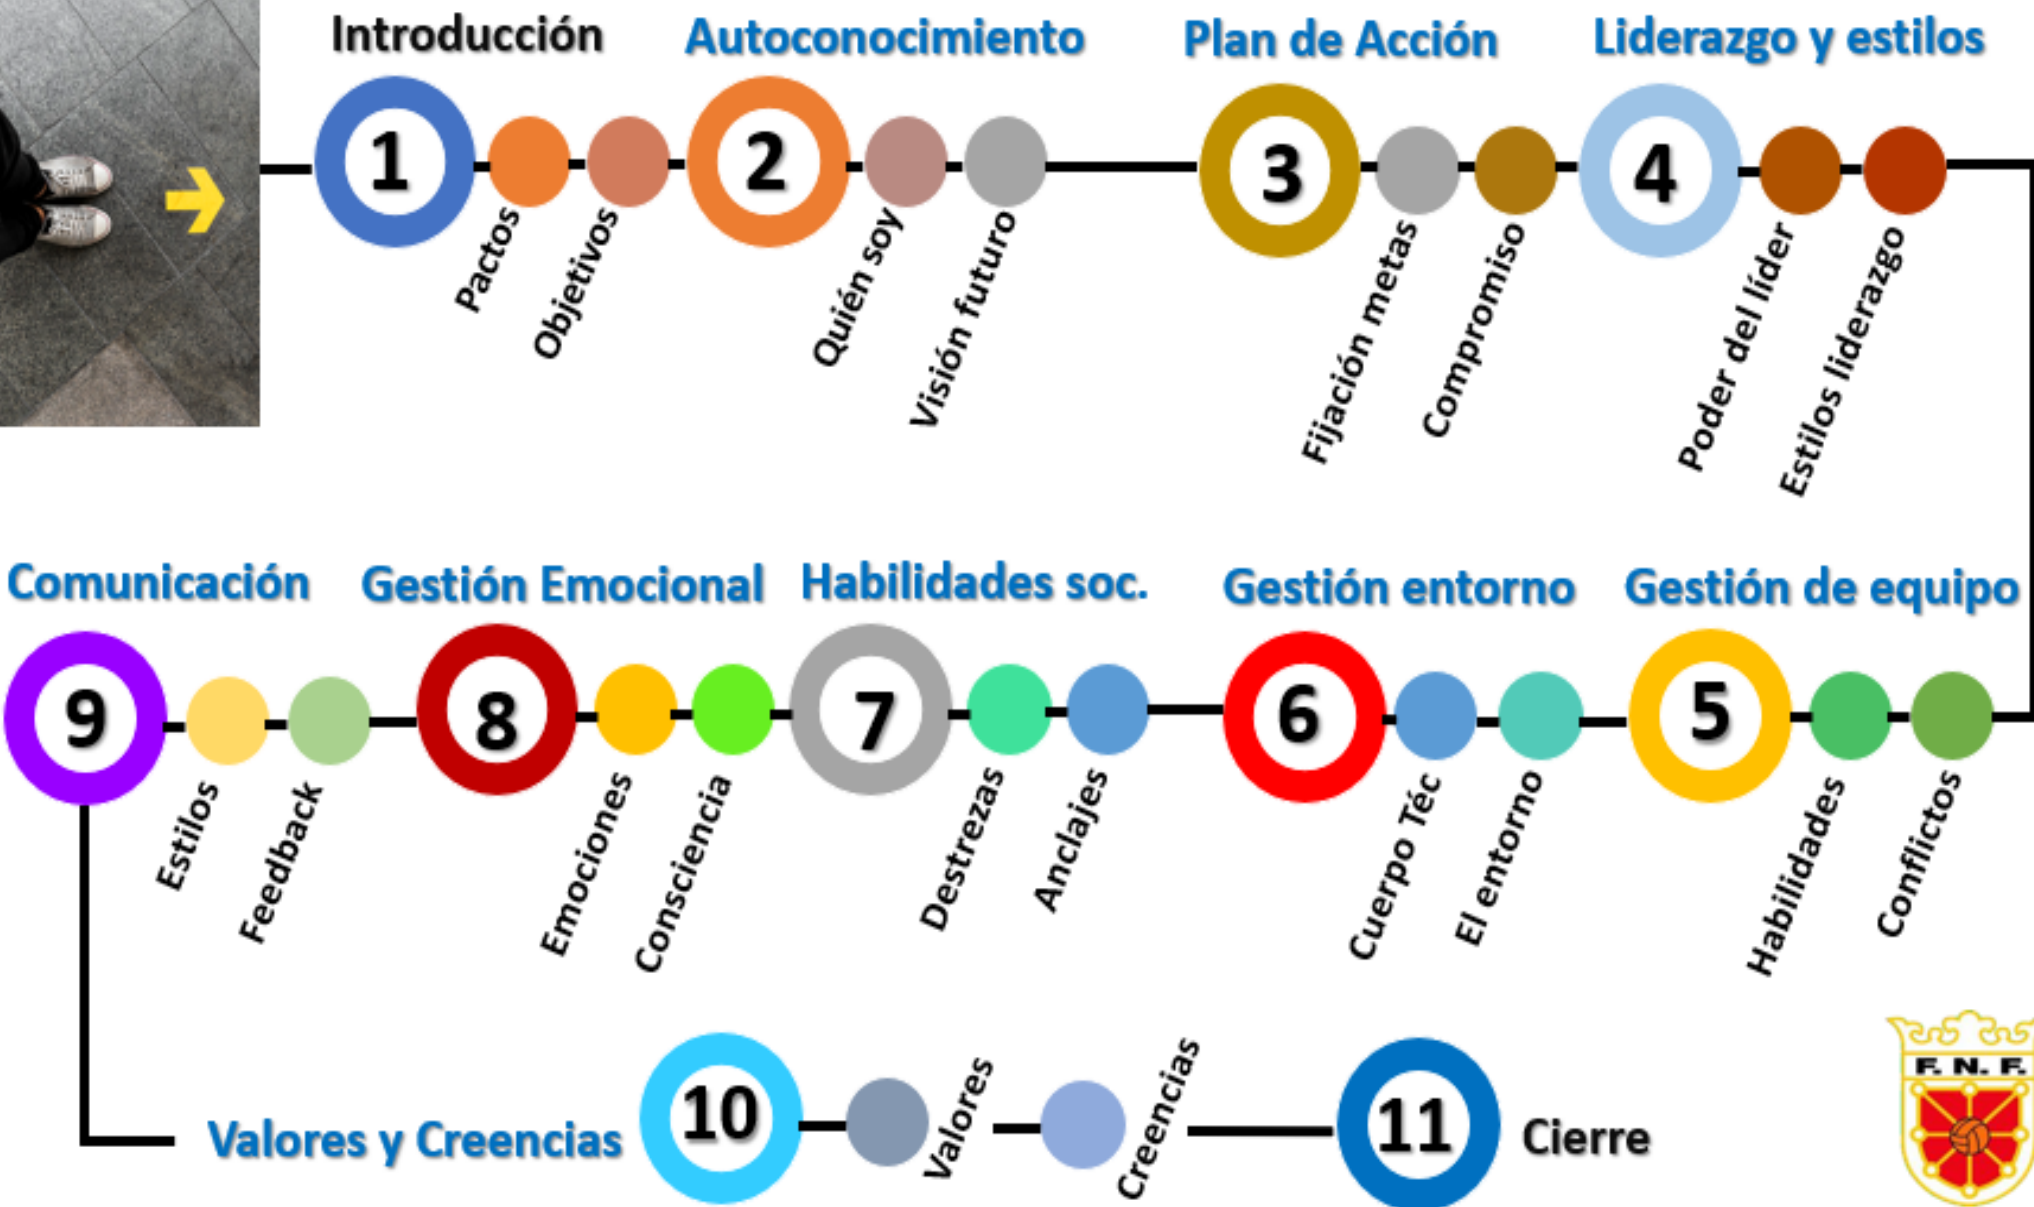 Introducción
1
Pactos
Objetivos
Autoconocimiento
2
Quién soy
Visión futuro
Plan de Acción
3
Fijación metas
Compromiso
Liderazgo y estilos
4
Poder del líder
Estilos liderazgo
Gestión de equipo
5
Habilidades
Conflictos
Gestión entorno
6
Cuerpo Téc
El entorno
Habilidades soc.
7
Destrezas
Anclajes
Gestión Emocional
8
Emociones
Consciencia
Comunicación
9
Estilos
Feedback
Valores y Creencias
10
Valores
Creencias
11
Cierre
F. N. F.